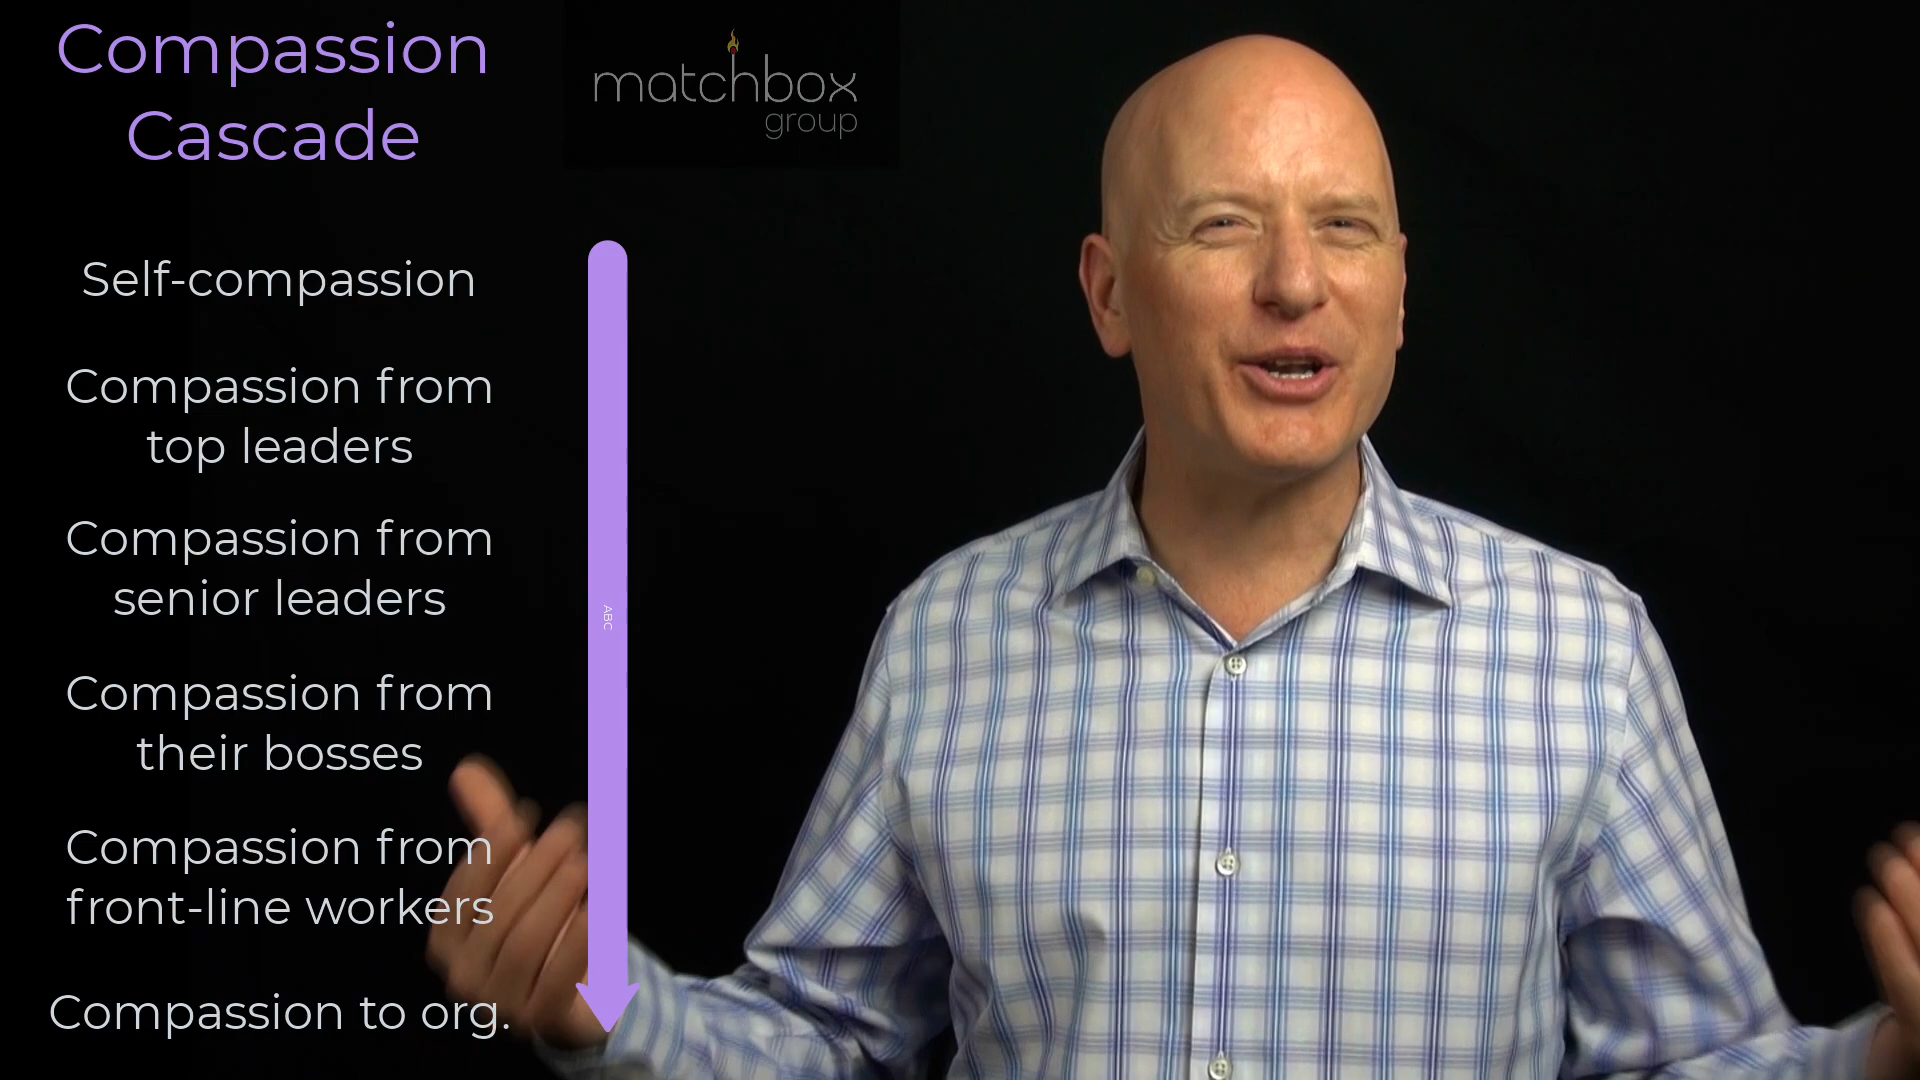 Compassion
Cascade
matchbox
group
Self-compassion
Compassion from
top leaders
Compassion from
senior leaders
ABC
Compassion from
their bosses
Compassion from
front-line workers
Compassion to org.